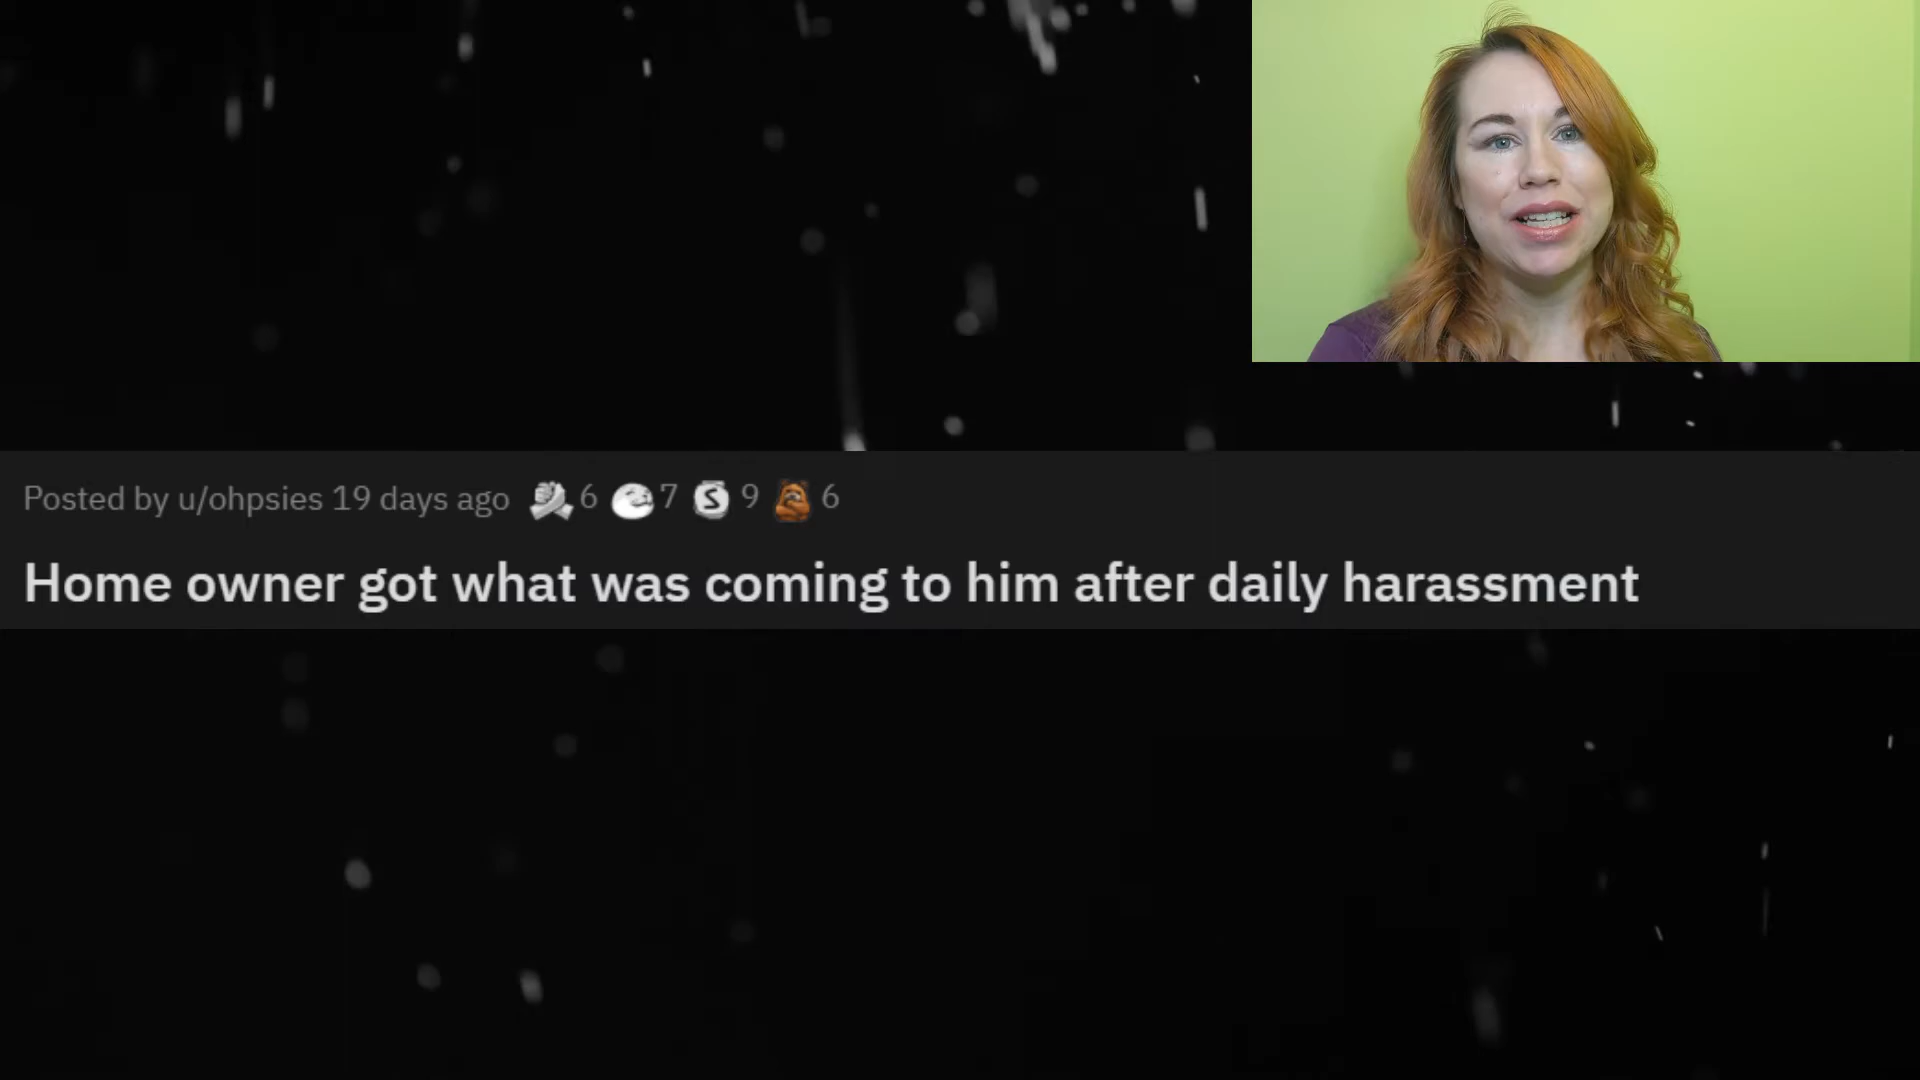 Posted by u/ohpsies 19 days ago 6 7 S 9 6
Home owner got what was coming to him after daily harassment